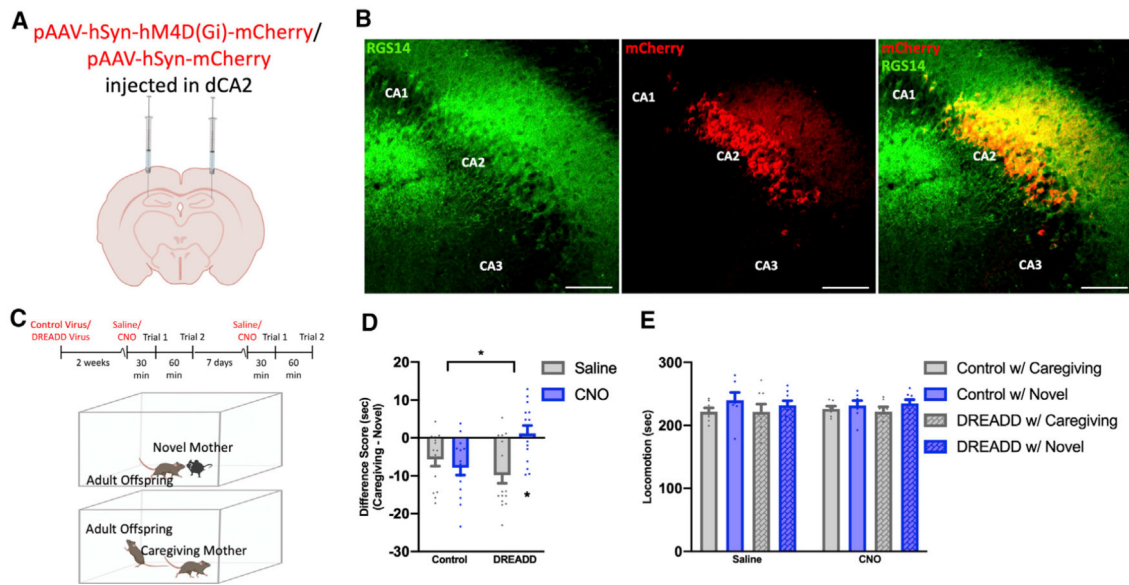 A
pAAV-hSyn-hM4D(Gi)-mCherry/
pAAV-hSyn-mCherry
injected in dCA2
B
RGS14
CA1
CA2
CA3
mCherry
CA1
CA2
CA3
mCherry
RGS14
CA1
CA2
CA3
C
Control Virus/
DREADD Virus
Saline/
CNO
Trial 1
Trial 2
Saline/
CNO
Trial 1
Trial 2
2 weeks
30
min
60
min
7 days
30
min
60
min
Novel Mother
Adult Offspring
Adult Offspring
Caregiving Mother
D
Difference Score (sec)
(Caregiving - Novel)
20
10
0
-10
-20
-30
*
*
Saline
CNO
Control
DREADD
E
Locomotion (sec)
300
200
100
0
Saline
CNO
Control w/ Caregiving
Control w/ Novel
DREADD w/ Caregiving
DREADD w/ Novel